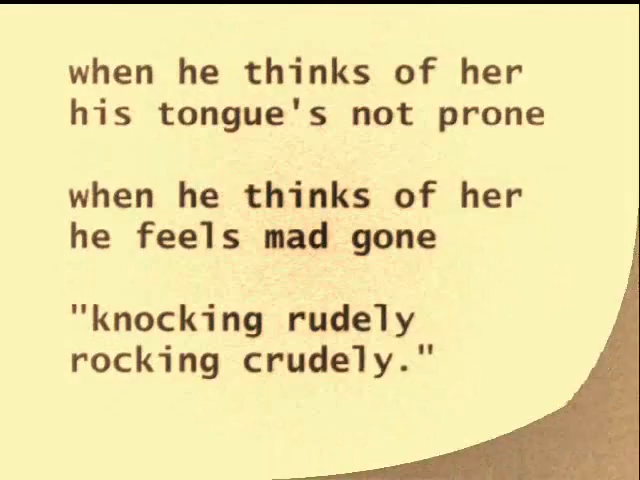 when he thinks of her
his tongue's not prone
when he thinks of her
he feels mad gone
"knocking rudely
rocking crudely."